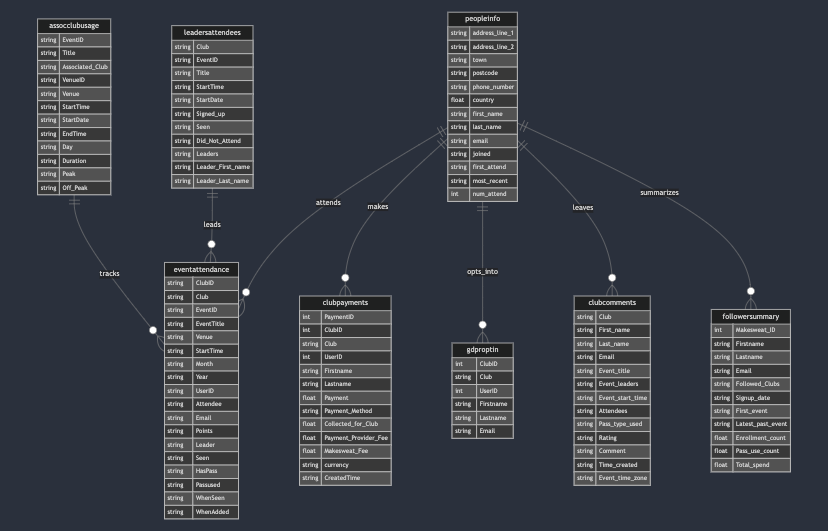 assocclubusage
string EventID
string Title
string Associated_Club
string VenueID
string Venue
string StartTime
string StartDate
string EndTime
string Day
string Duration
string Peak
string Off_Peak
leadersattendees
string Club
string EventID
string Title
string StartTime
string StartDate
string Signed_up
string Seen
string Did_Not_Attend
string Leaders
string Leader_First_name
string Leader_Last_name
peopleinfo
string address_line_1
string address_line_2
string town
string postcode
string phone_number
float country
string first_name
string last_name
string email
string joined
string first_attend
string most_recent
int num_attend
tracks
leads
attends
makes
opts_into
leaves
summarizes
eventattendance
string ClubID
string Club
string EventID
string EventTitle
string Venue
string StartTime
string Month
string Year
string UserID
string Attendee
string Email
string Points
string Leader
string Seen
string HasPass
string Passused
string WhenSeen
string WhenAdded
clubpayments
int PaymentID
int ClubID
string Club
int UserID
string Firstname
string Lastname
float Payment
string Payment_Method
float Collected_for_Club
float Payment_Provider_Fee
float Makesweat_Fee
string currency
string CreatedTime
gdproptin
int ClubID
string Club
int UserID
string Firstname
string Lastname
string Email
clubcomments
string Club
string First_name
string Last_name
string Email
string Event_title
string Event_leaders
string Event_start_time
string Attendees
string Pass_type_used
string Rating
string Comment
string Time_created
string Event_time_zone
followersummary
int Makesweat_ID
string Firstname
string Lastname
string Email
string Followed_Clubs
string Signup_date
string First_event
string Latest_past_event
float Enrollment_count
float Pass_use_count
float Total_spend